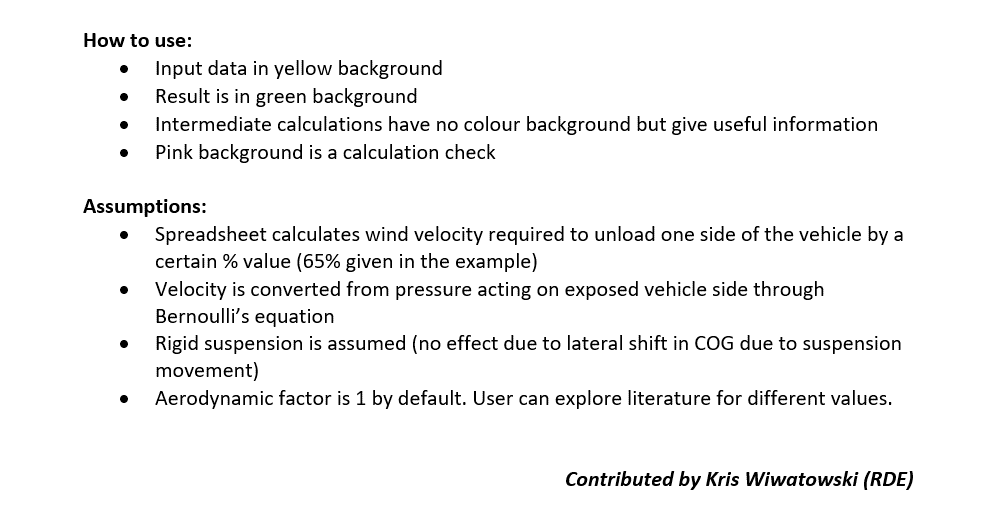 How to use:
• Input data in yellow background
• Result is in green background
• Intermediate calculations have no colour background but give useful information
• Pink background is a calculation check
Assumptions:
• Spreadsheet calculates wind velocity required to unload one side of the vehicle by a
certain % value (65% given in the example)
• Velocity is converted from pressure acting on exposed vehicle side through
Bernoulli’s equation
• Rigid suspension is assumed (no effect due to lateral shift in COG due to suspension
movement)
• Aerodynamic factor is 1 by default. User can explore literature for different values.
Contributed by Kris Wiwatowski (RDE)